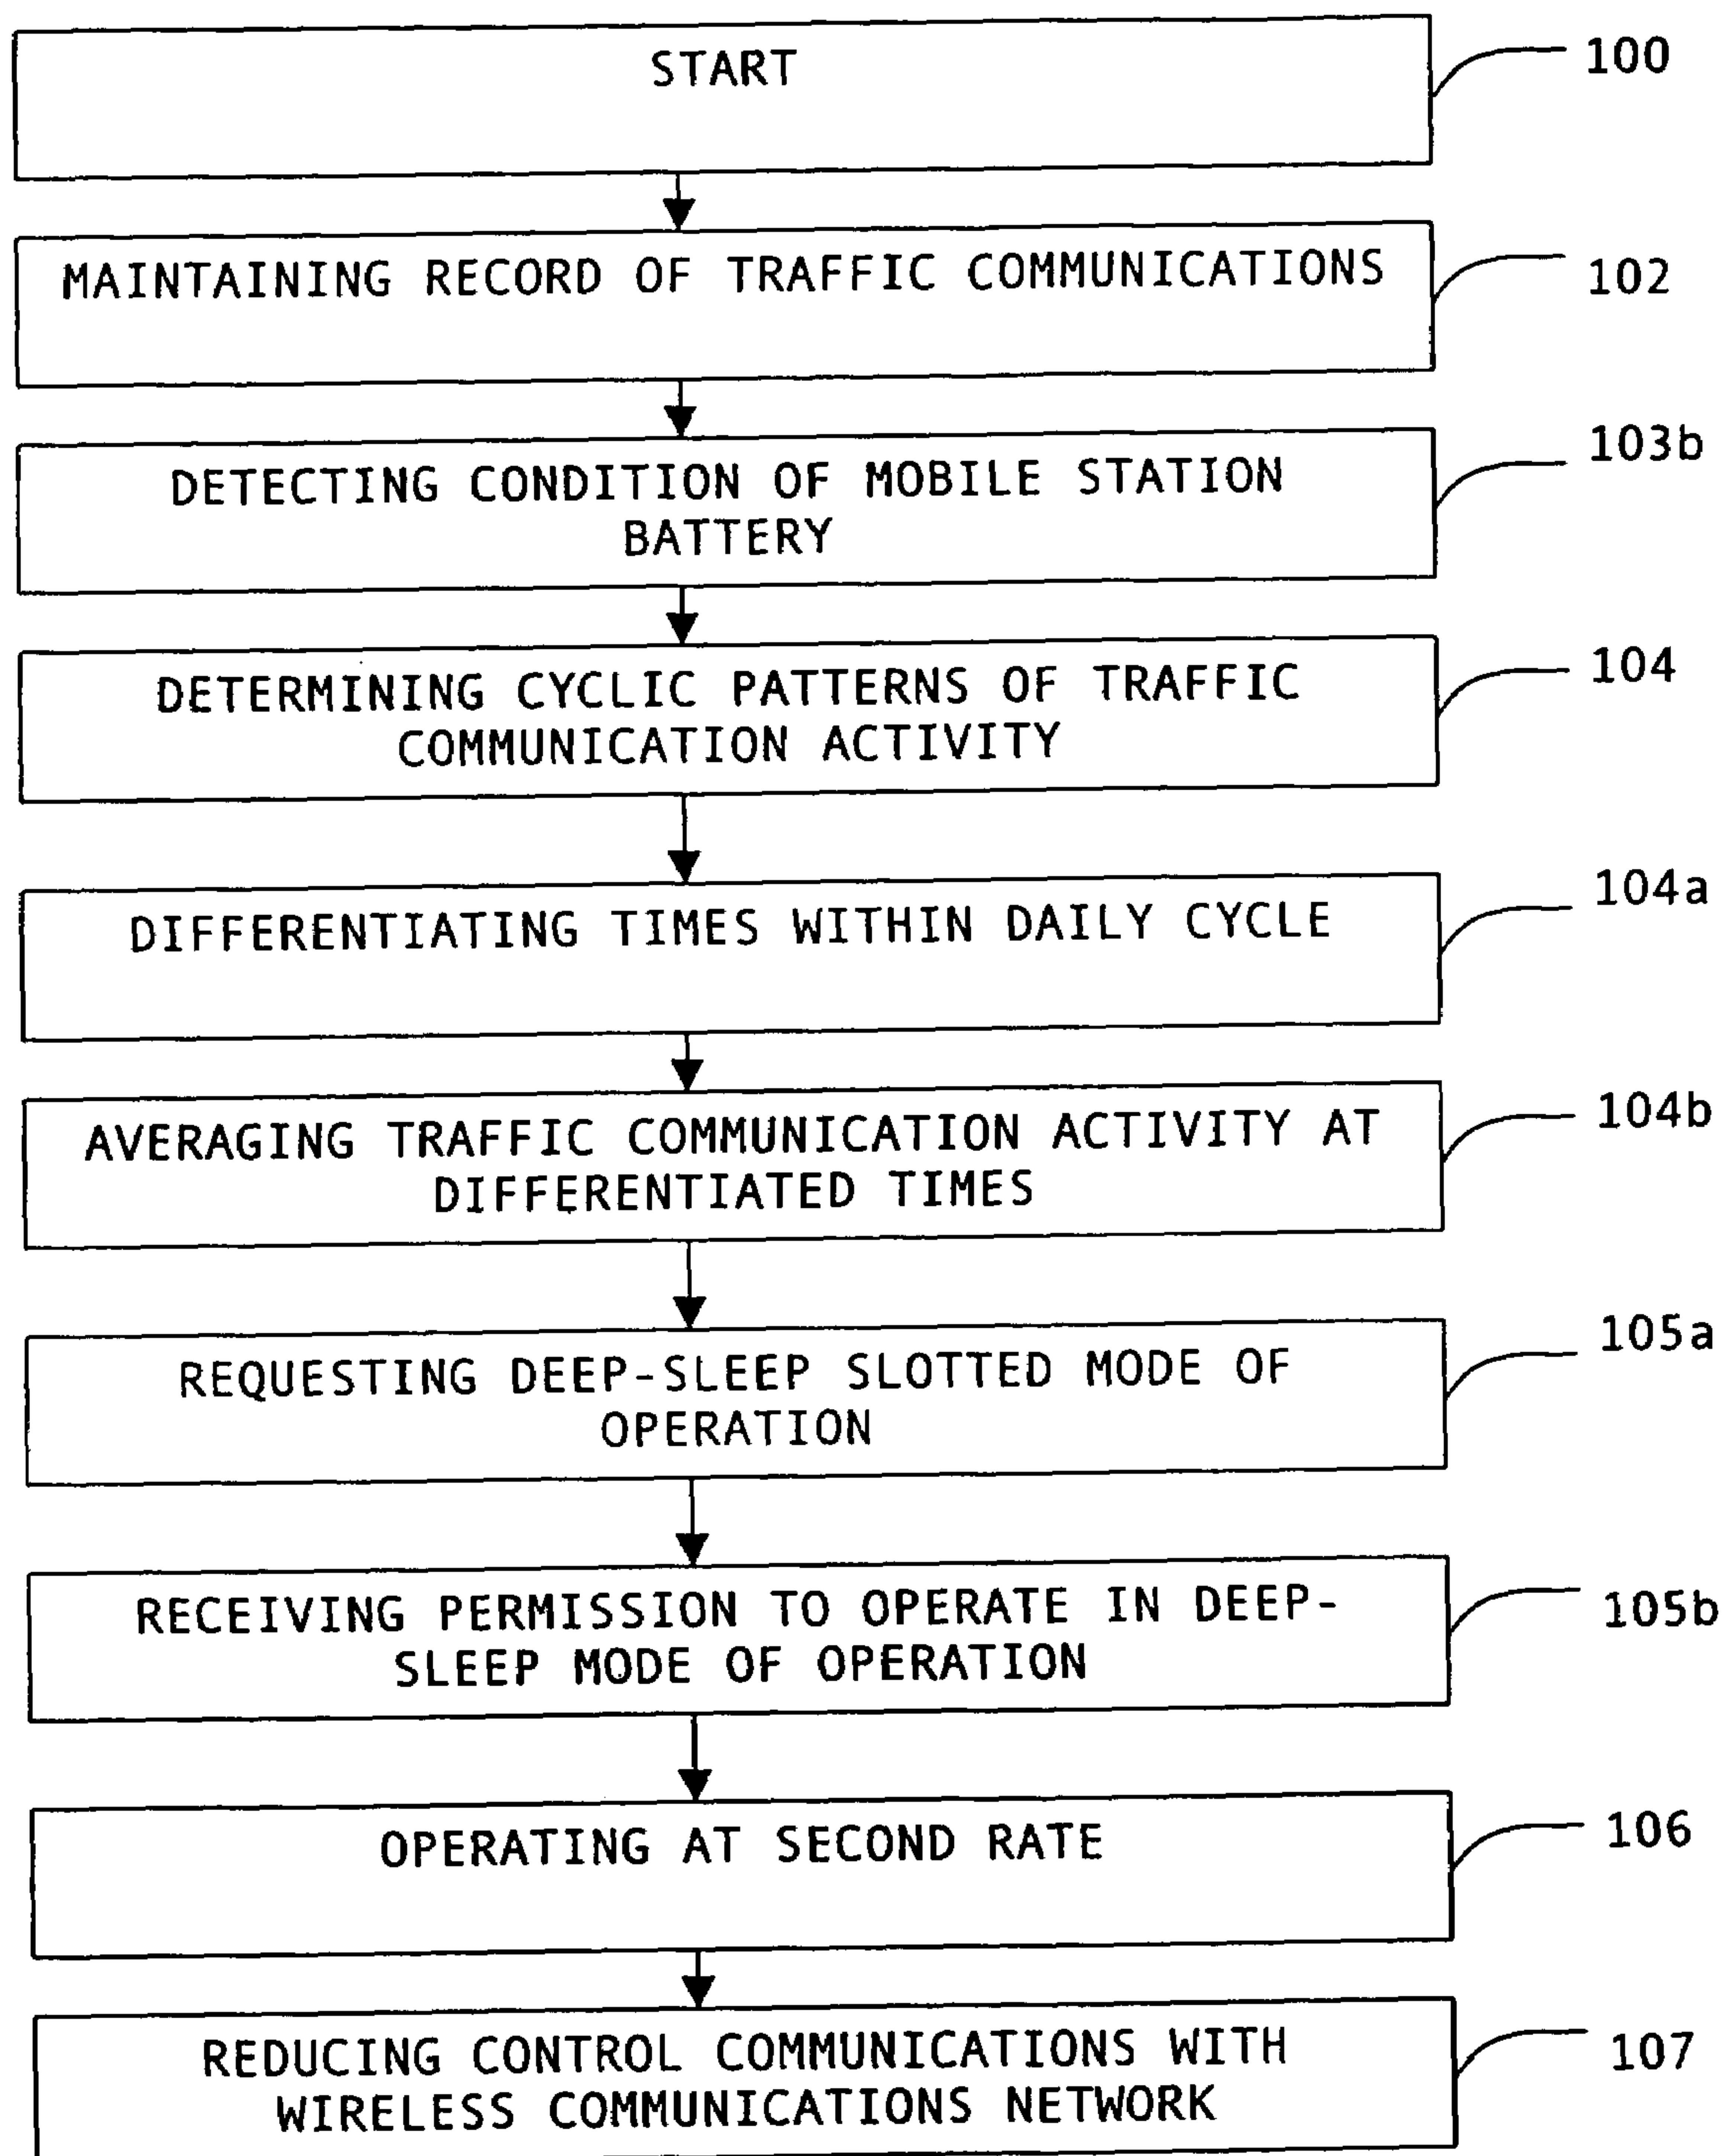 START
100
MAINTAINING RECORD OF TRAFFIC COMMUNICATIONS
102
DETECTING CONDITION OF MOBILE STATION
BATTERY
103b
DETERMINING CYCLIC PATTERNS OF TRAFFIC
COMMUNICATION ACTIVITY
104
DIFFERENTIATING TIMES WITHIN DAILY CYCLE
104a
AVERAGING TRAFFIC COMMUNICATION ACTIVITY AT
DIFFERENTIATED TIMES
104b
REQUESTING DEEP-SLEEP SLOTTED MODE OF
OPERATION
105a
RECEIVING PERMISSION TO OPERATE IN DEEP-
SLEEP MODE OF OPERATION
105b
OPERATING AT SECOND RATE
106
REDUCING CONTROL COMMUNICATIONS WITH
WIRELESS COMMUNICATIONS NETWORK
107